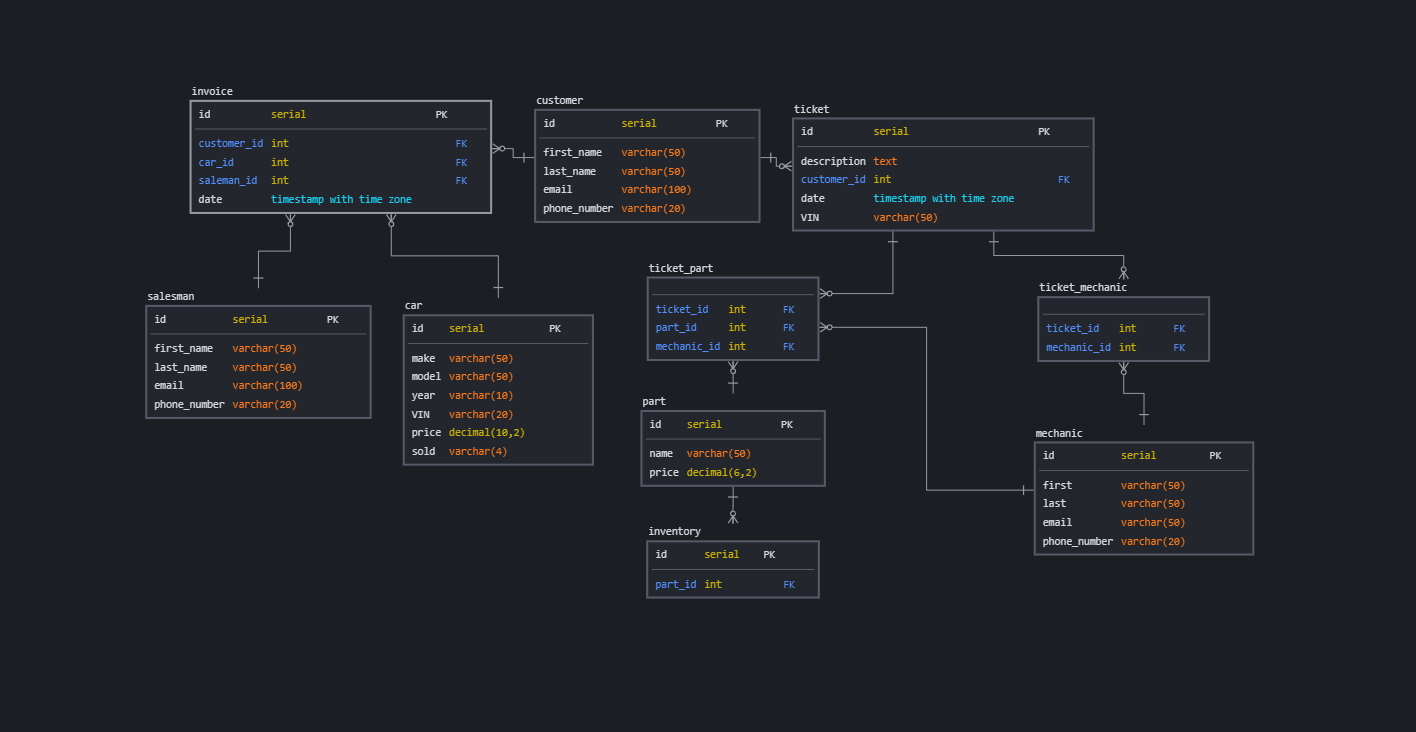 invoice
id serial PK
customer_id int FK
car_id int FK
saleman_id int FK
date timestamp with time zone
customer
id serial PK
first_name varchar(50)
last_name varchar(50)
email varchar(100)
phone_number varchar(20)
ticket
id serial PK
description text
customer_id int FK
date timestamp with time zone
VIN varchar(50)
salesman
id serial PK
first_name varchar(50)
last_name varchar(50)
email varchar(100)
phone_number varchar(20)
car
id serial PK
make varchar(50)
model varchar(50)
year varchar(10)
VIN varchar(20)
price decimal(10,2)
sold varchar(4)
ticket_part
ticket_id int FK
part_id int FK
mechanic_id int FK
ticket_mechanic
ticket_id int FK
mechanic_id int FK
part
id serial PK
name varchar(50)
price decimal(6,2)
mechanic
id serial PK
first varchar(50)
last varchar(50)
email varchar(50)
phone_number varchar(20)
inventory
id serial PK
part_id int FK